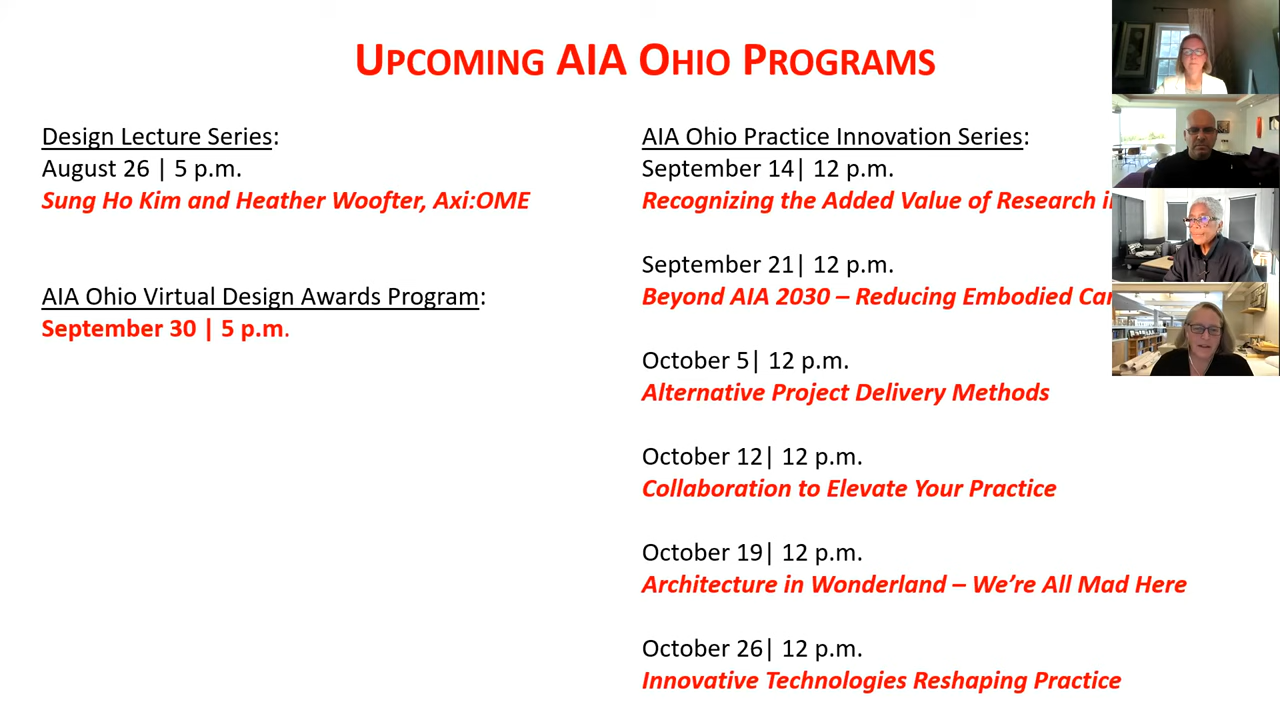 UPCOMING AIA OHIO PROGRAMS
Design Lecture Series:
August 26 | 5 p.m.
Sung Ho Kim and Heather Woofter, Axi:OME
AIA Ohio Virtual Design Awards Program:
September 30 | 5 p.m.
AIA Ohio Practice Innovation Series:
September 14| 12 p.m.
Recognizing the Added Value of Research
September 21| 12 p.m.
Beyond AIA 2030 – Reducing Embodied
October 5| 12 p.m.
Alternative Project Delivery Methods
October 12| 12 p.m.
Collaboration to Elevate Your Practice
October 19| 12 p.m.
Architecture in Wonderland – We’re All Mad Here
October 26| 12 p.m.
Innovative Technologies Reshaping Practice